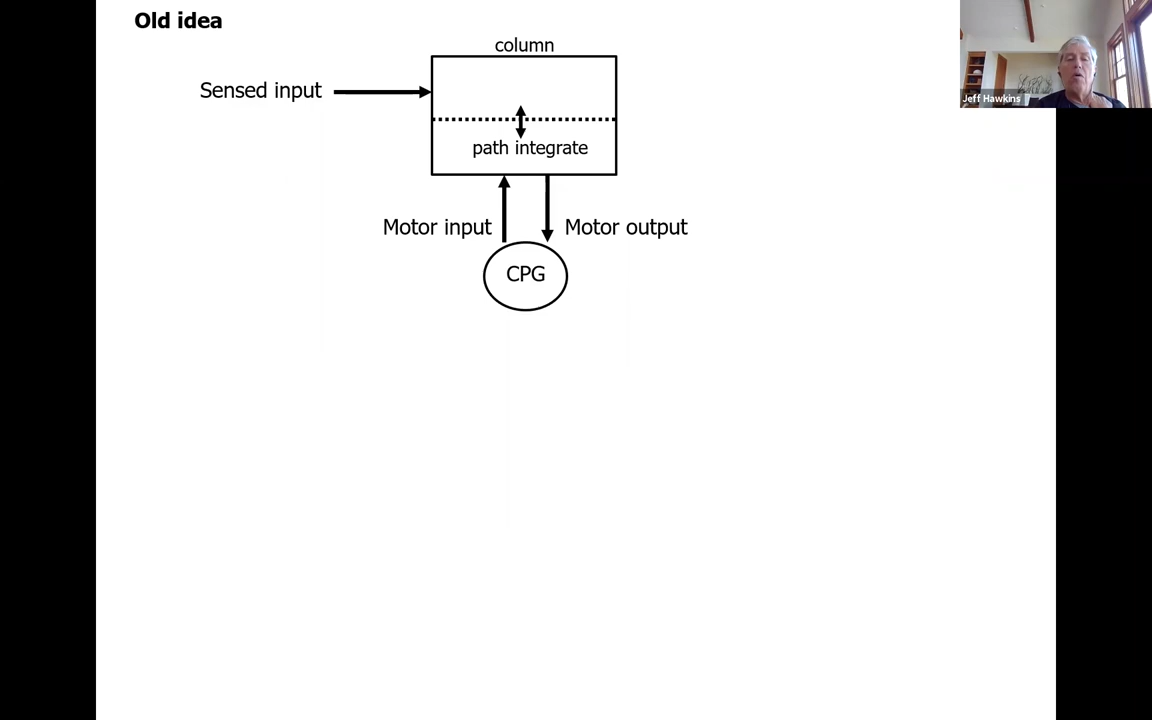 Old idea
column
Sensed input
path integrate
Motor input
Motor output
CPG
Jeff Hawkins